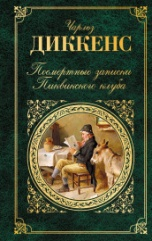 Чарльз
ДИККЕНС
Посмертные записки
Пиквикского клуба